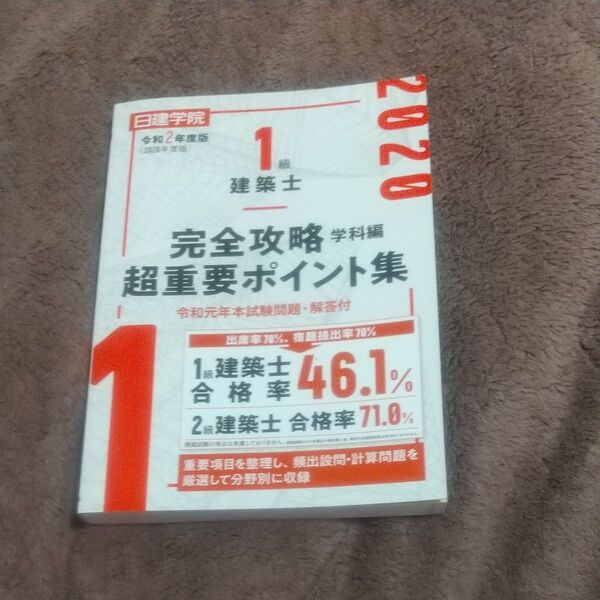 日建学院
令和2年度版
(2020年度版)
2020
1級
建築士
完全攻略 学科編
超重要ポイント集
令和元年本試験問題・解答付
1
出席率70%、宿題提出率70%
1級建築士
合格率
46.1%
2級建築士 合格率71.0%
重要項目を整理し、頻出設問・計算問題を
厳選して分野別に収録